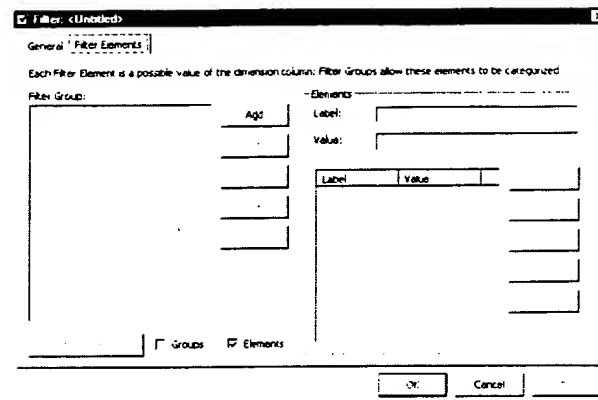 Filter: <Untitled>
General Filter Elements
Each Filter Element is a possible value of the dimension column; Filter Groups allow these elements to be categorized
Filter Group:
Add
Elements
Label:
Value:
Label Value
Groups Elements
OK Cancel